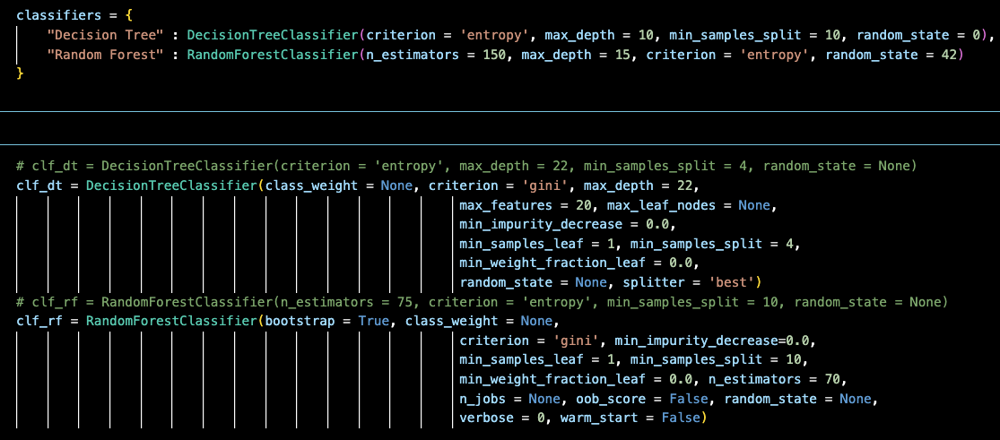 classifiers = {
"Decision Tree" : DecisionTreeClassifier(criterion = 'entropy', max_depth = 10, min_samples_split = 10, random_state = 0),
"Random Forest" : RandomForestClassifier(n_estimators = 150, max_depth = 15, criterion = 'entropy', random_state = 42)
}
# clf_dt = DecisionTreeClassifier(criterion = 'entropy', max_depth = 22, min_samples_split = 4, random_state = None)
clf_dt = DecisionTreeClassifier(class_weight = None, criterion = 'gini', max_depth = 22,
max_features = 20, max_leaf_nodes = None,
min_impurity_decrease = 0.0,
min_samples_leaf = 1, min_samples_split = 4,
min_weight_fraction_leaf = 0.0,
random_state = None, splitter = 'best')
# clf_rf = RandomForestClassifier(n_estimators = 75, criterion = 'entropy', min_samples_split = 10, random_state = None)
clf_rf = RandomForestClassifier(bootstrap = True, class_weight = None,
criterion = 'gini', min_impurity_decrease=0.0,
min_samples_leaf = 1, min_samples_split = 10,
min_weight_fraction_leaf = 0.0, n_estimators = 70,
n_jobs = None, oob_score = False, random_state = None,
verbose = 0, warm_start = False)